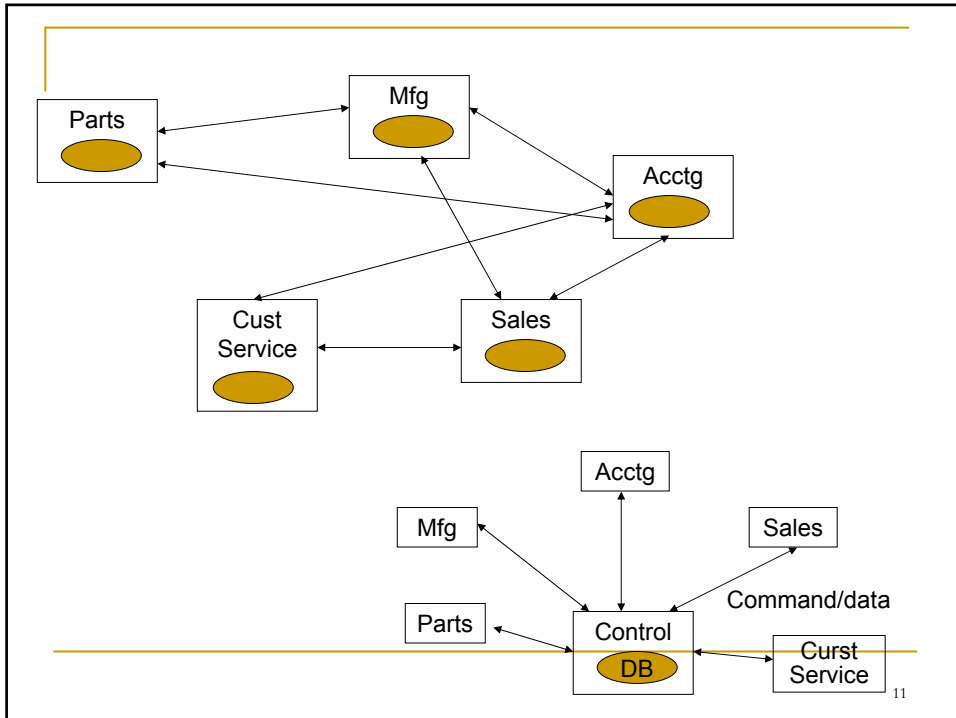 Mfg
Parts
Acctg
Cust
Service
Sales
Acctg
Mfg
Sales
Command/data
Parts
Control
DB
Curst
Service
11